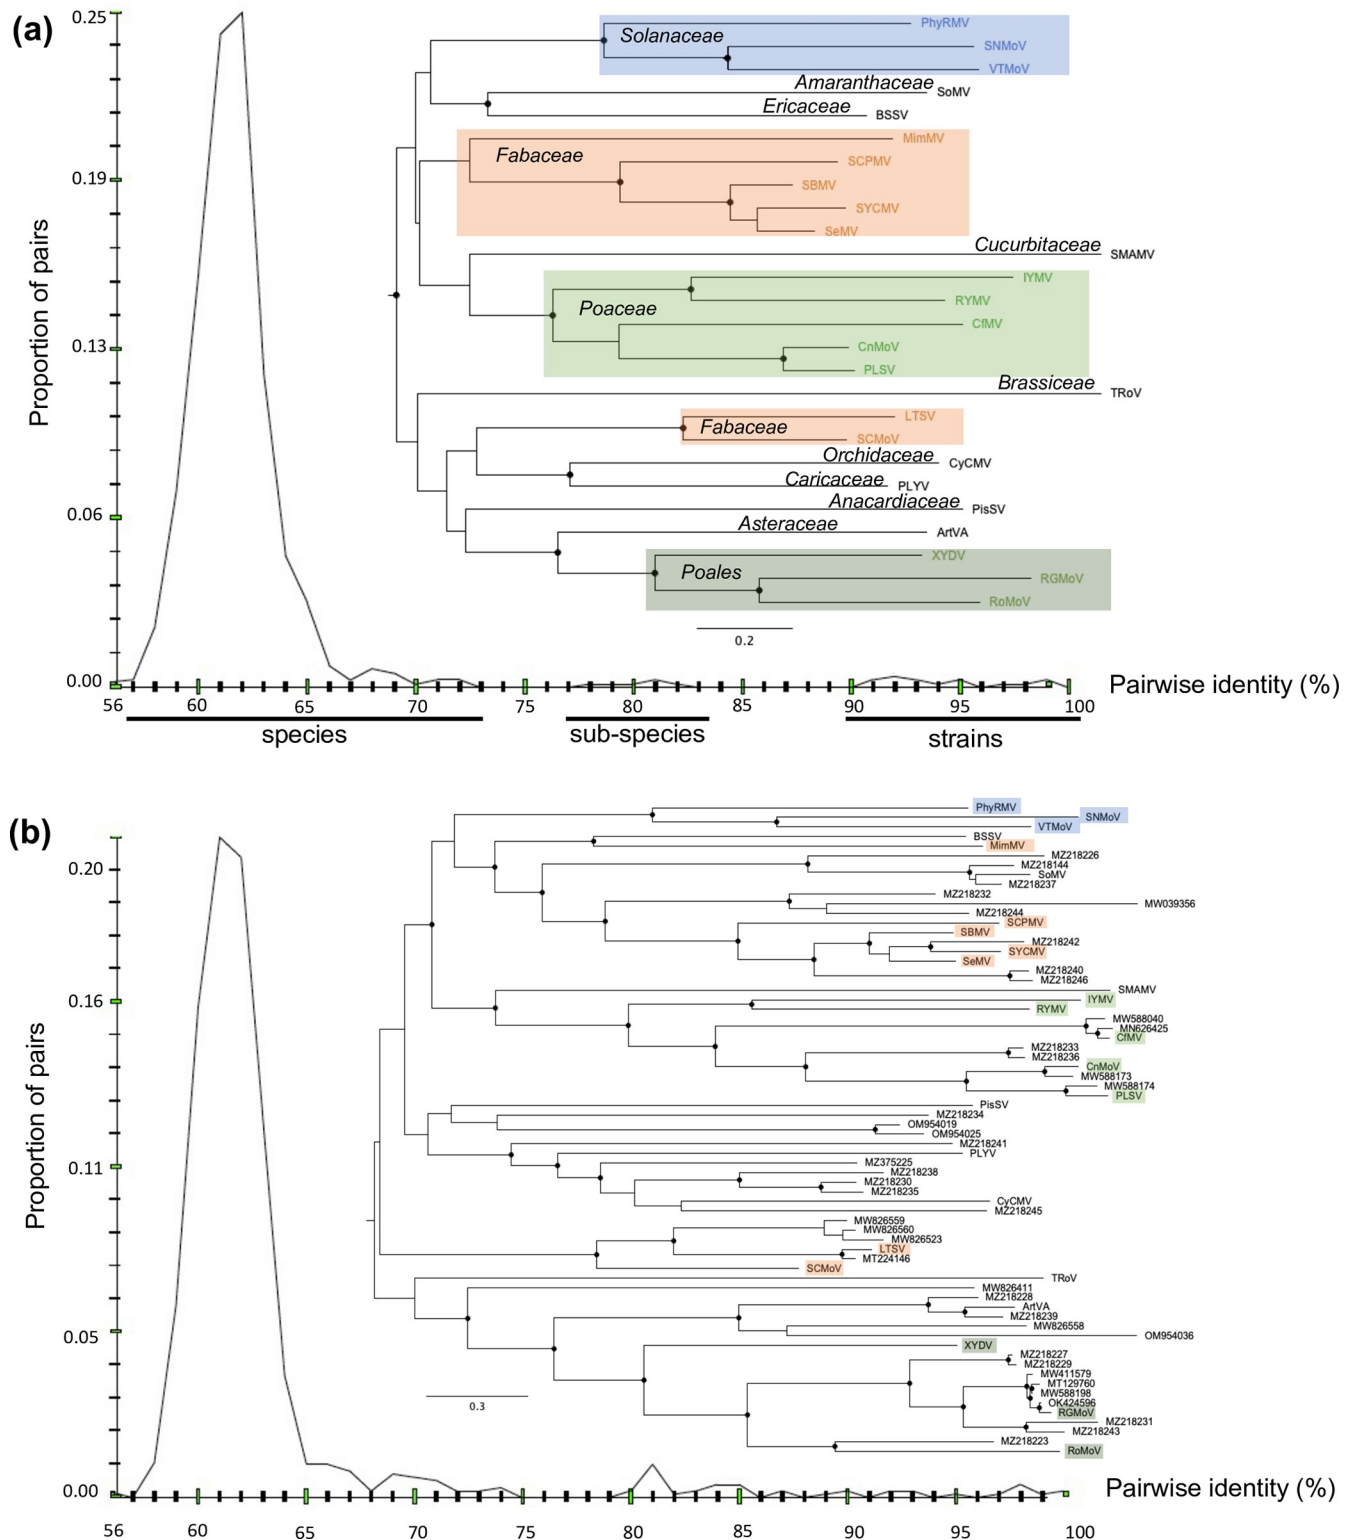 (a)
0.25
0.19
0.13
0.06
0.00
Proportion of pairs
PhyRMV
Solanaceae
SNMoV
VTMoV
Amaranthaceae
SoMV
Ericaceae
BSSV
MimMV
Fabaceae
SCPMV
SBMV
SYCMV
SeMV
Cucurbitaceae
SMAMV
IYMV
RYMV
Poaceae
CfMV
CnMoV
PLSV
Brassiceae
TRoV
LTSV
Fabaceae
SCMoV
Orchidaceae
CyCMV
Caricaceae
PLYV
Anacardiaceae
PisSV
Asteraceae
ArtVA
XYDV
Poales
RGMoV
RoMoV
0.2
56 60 65 70 75 80 85 90 95 100
Pairwise identity (%)
species sub-species strains
(b)
0.20
0.16
0.11
0.05
0.00
Proportion of pairs
PhyRMV
SNMoV
VTMoV
BSSV
MimMV
MZ218226
MZ218144
SoMV
MZ218237
MZ218232
MW039356
MZ218244
SCPMV
SBMV
MZ218242
SYCMV
SeMV
MZ218240
MZ218246
SMAMV
IYMV
RYMV
MW588040
MN626425
CfMV
MZ218233
MZ218236
CnMoV
MW588173
MW588174
PLSV
PisSV
MZ218234
OM954019
OM954025
MZ218241
PLYV
MZ375225
MZ218238
MZ218230
MZ218235
CyCMV
MZ218245
MW826559
MW826560
MW826523
LTSV
MT224146
SCMoV
TRoV
MW826411
MZ218228
ArtVA
MZ218239
MW826558
OM954036
XYDV
MZ218227
MZ218229
MW411579
MT129760
MW588198
OK424596
RGMoV
MZ218231
MZ218243
MZ218223
RoMoV
0.3
56 60 65 70 75 80 85 90 95 100
Pairwise identity (%)